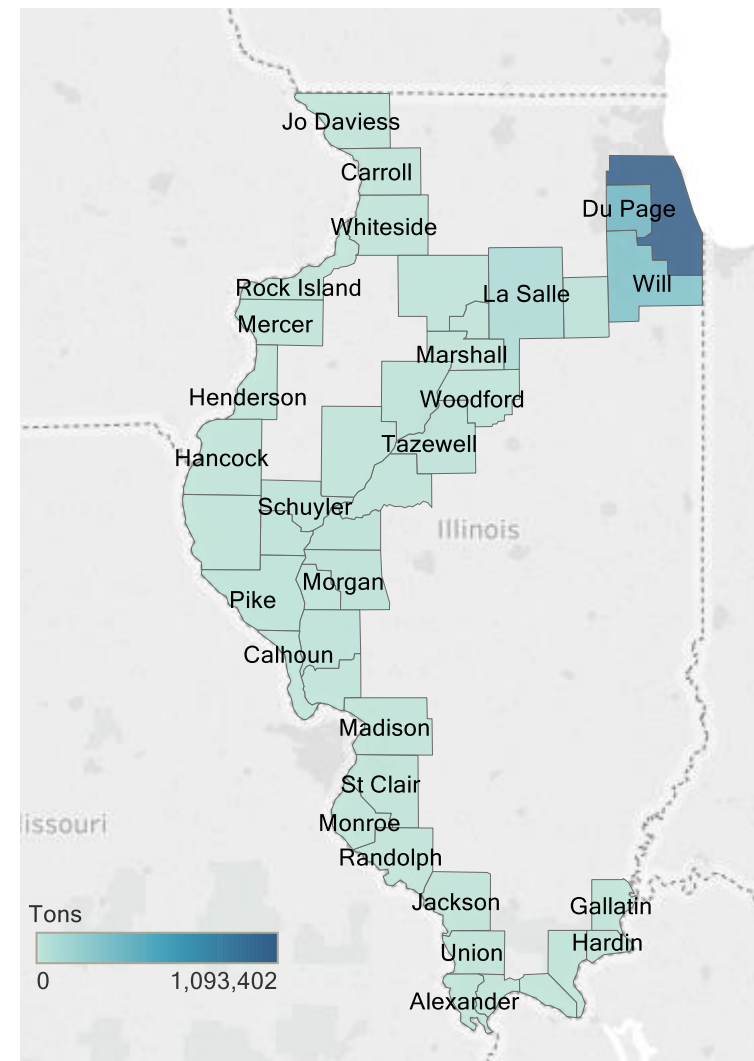 Jo Daviess
Carroll
Du Page
Whiteside
Will
Rock Island
La Salle
Mercer
Marshall
Henderson
Woodford
Tazewell
Hancock
Schuyler
Illinois
Morgan
Pike
Calhoun
Madison
St Clair
Monroe
issouri
Randolph
Jackson
Gallatin
Tons
Hardin
Union
0
1,093,402
Alexander